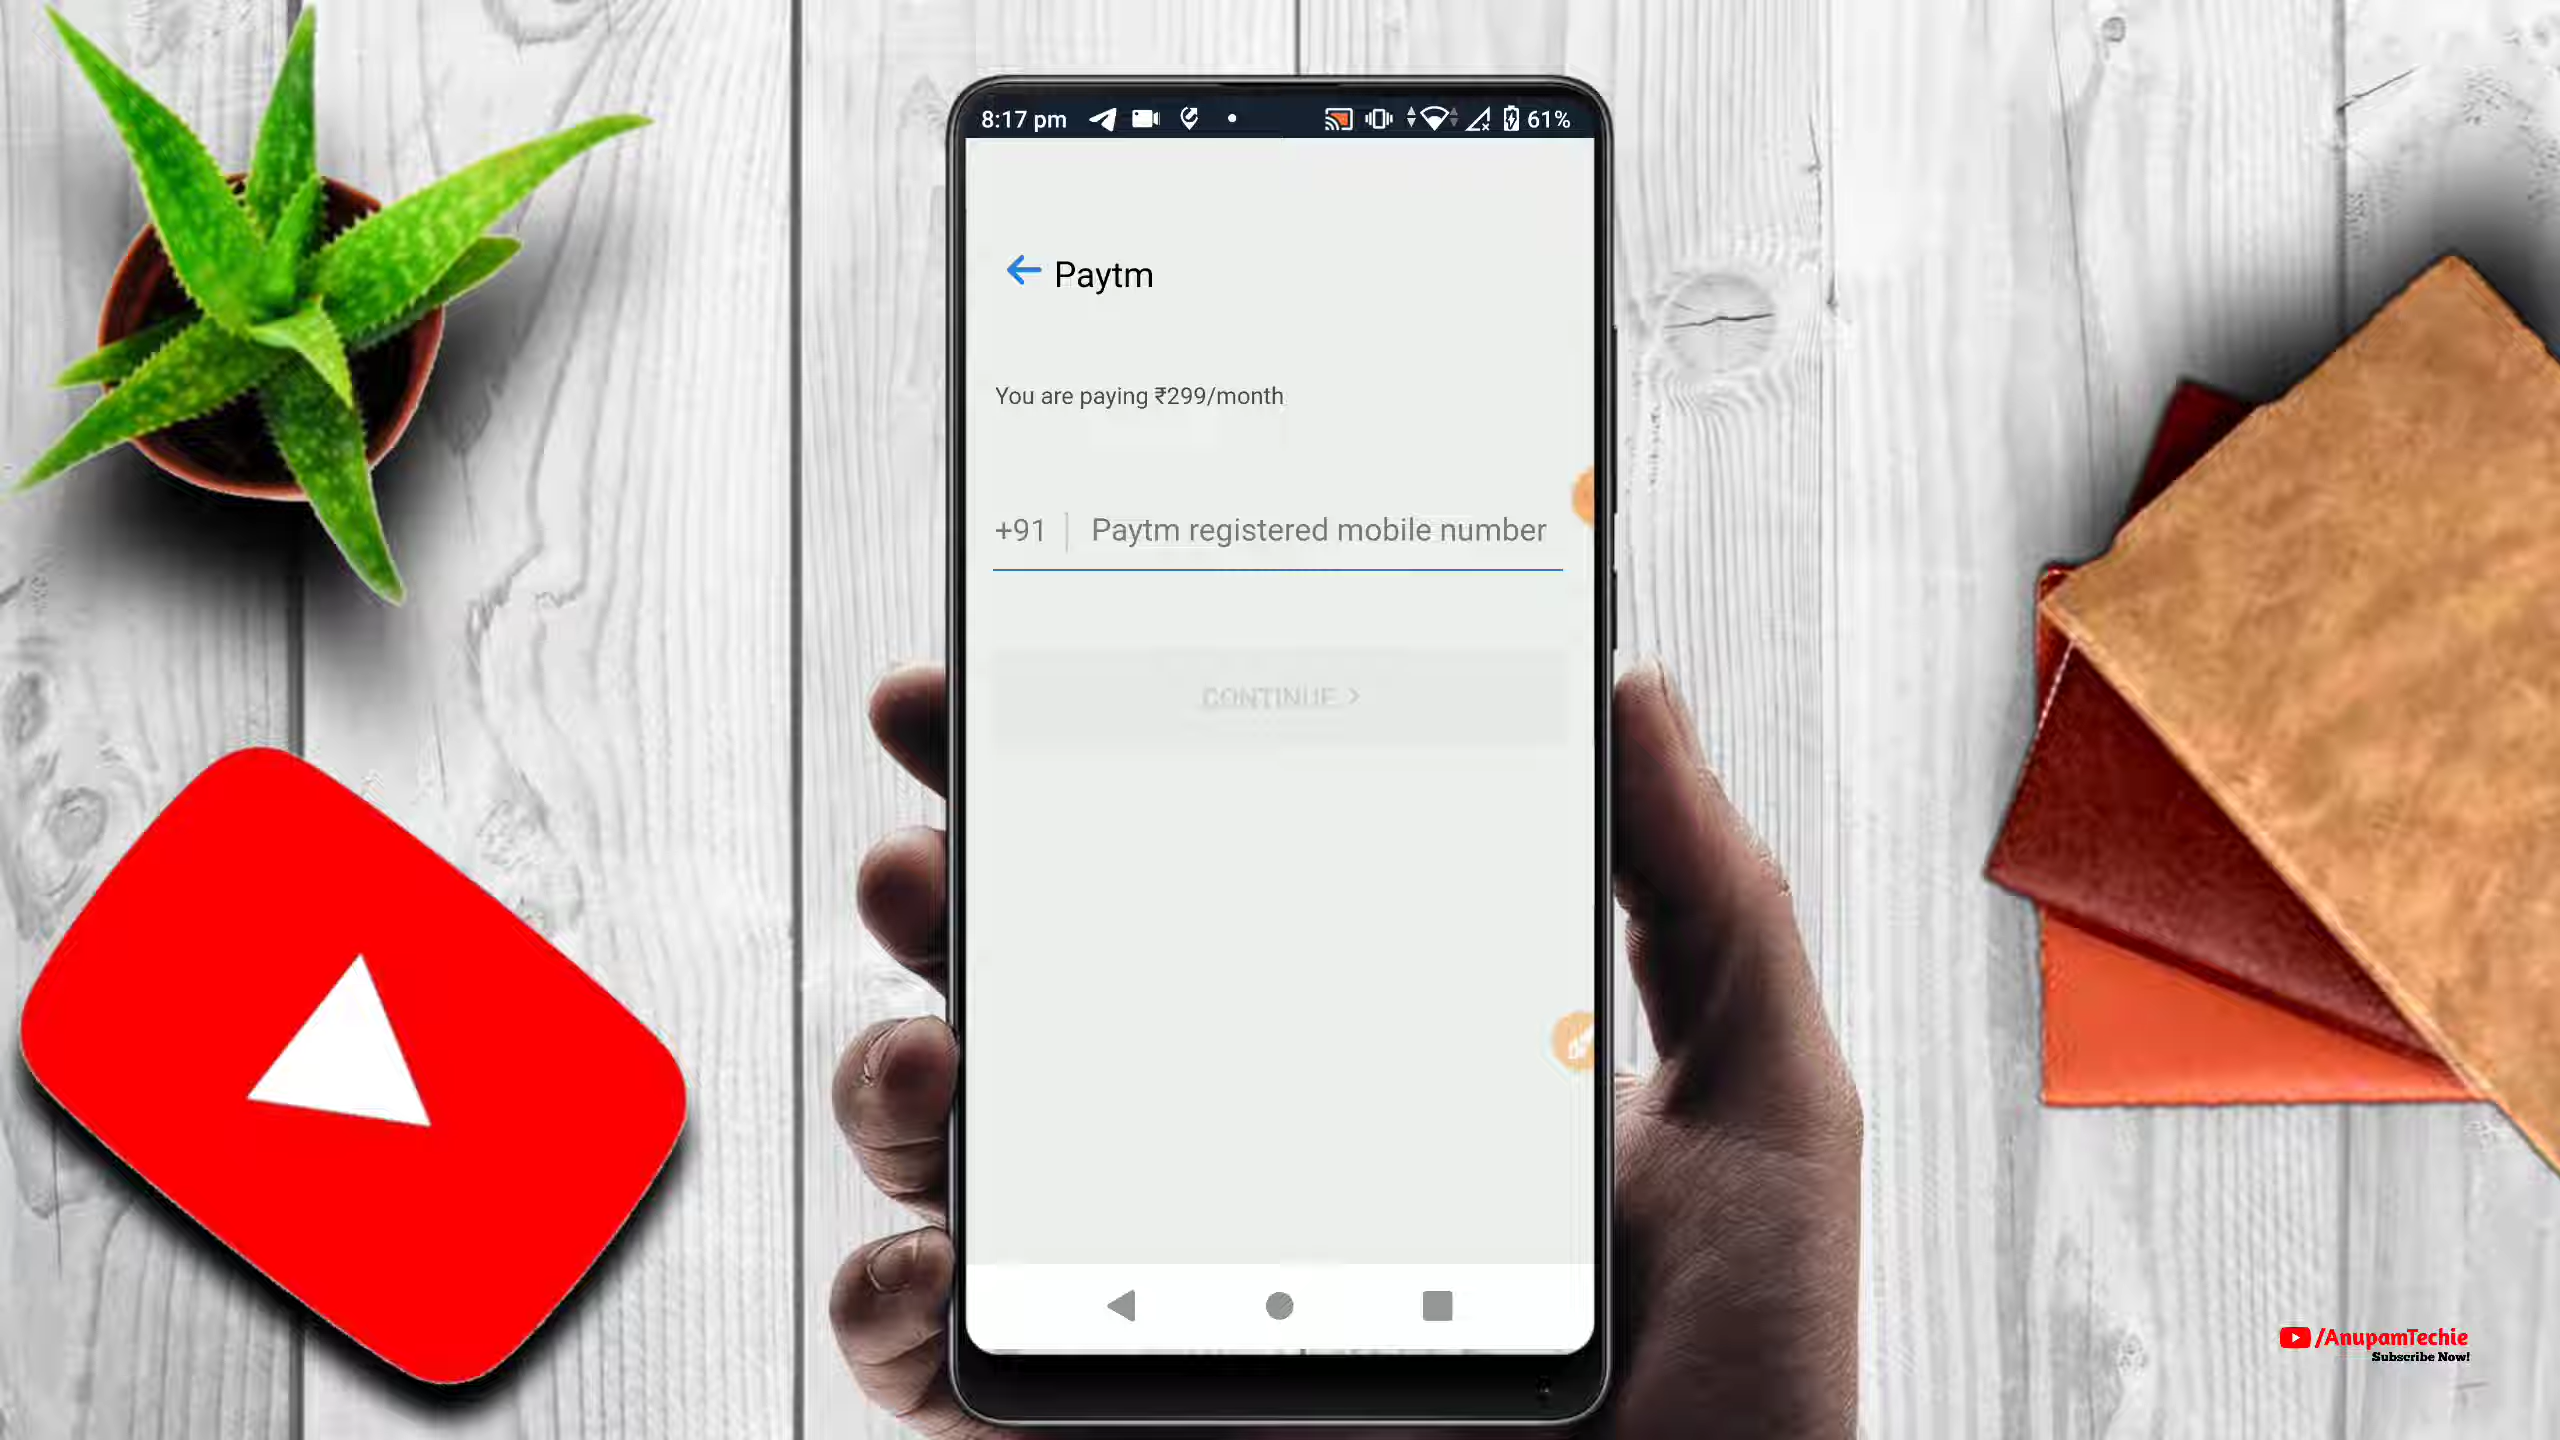 8:17 pm 61%
Paytm
You are paying ₹299/month
+91 Paytm registered mobile number
CONTINUE >
/AnupamTechie
Subscribe Now!